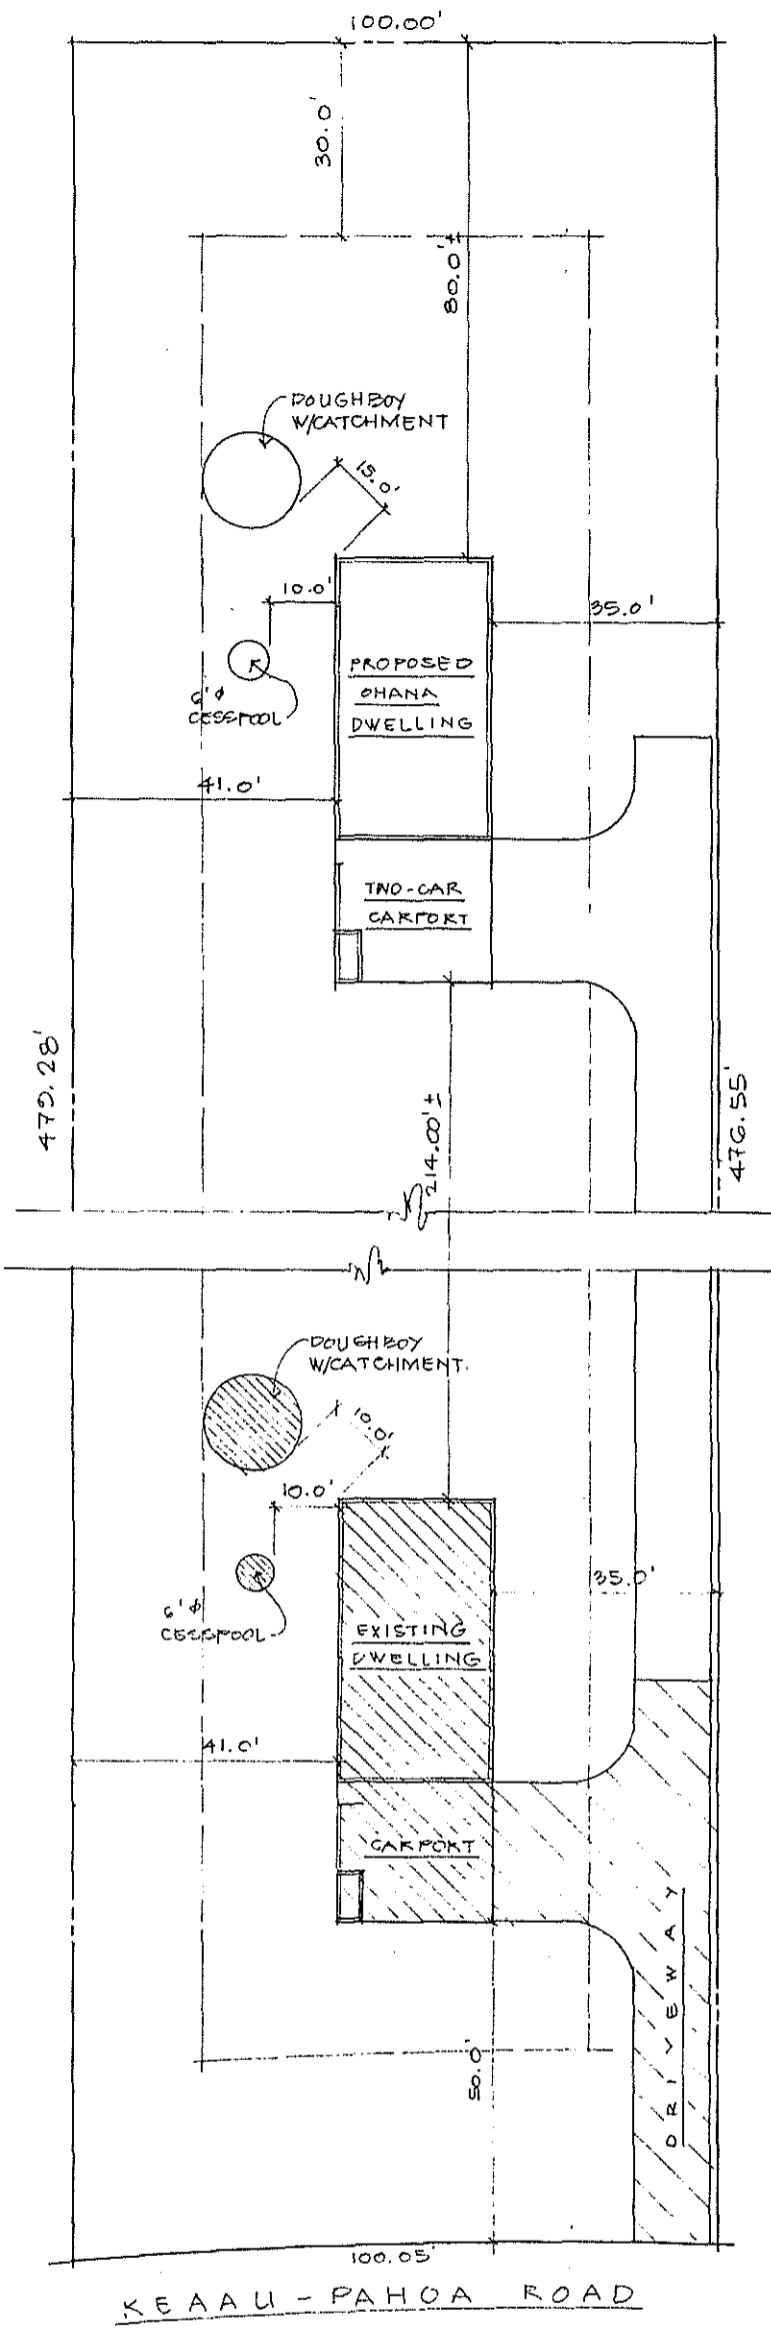 100.00'
30.0'
80.0'±
DOUGHBOY
W/CATCHMENT
15.0'
10.0'
35.0'
PROPOSED
OHANA
DWELLING
6'φ
CESSPOOL
41.0'
TWO-CAR
CARPORT
479.28'
476.55'
214.00'±
DOUGHBOY
W/CATCHMENT.
10.0'
10.0'
35.0'
6'φ
CESSPOOL
EXISTING
DWELLING
41.0'
CARPORT
DRIVEWAY
50.0'
100.05'
KEAAU - PAHOA ROAD